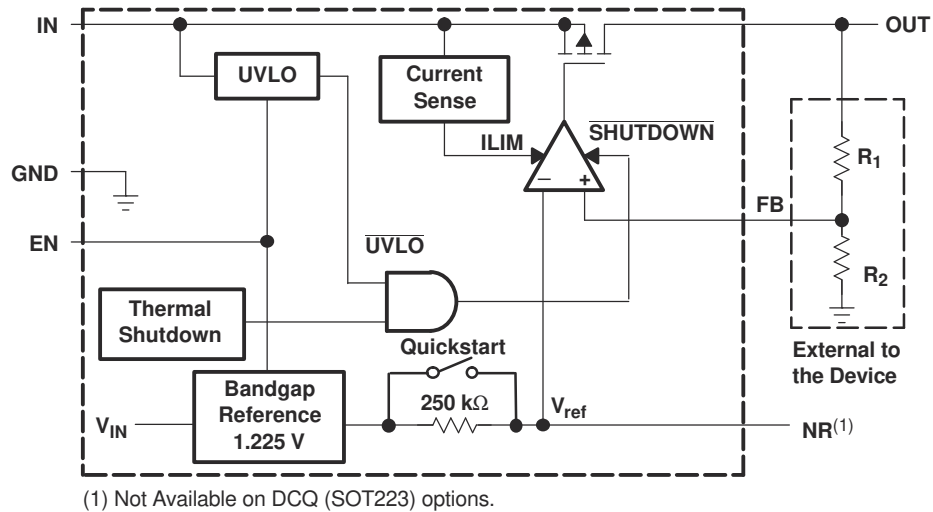 IN
OUT
UVLO
Current
Sense
SHUTDOWN
ILIM
R1
GND
− +
FB
EN
UVLO
R2
Thermal
Shutdown
Quickstart
External to
the Device
Bandgap
Reference
1.225 V
250 kΩ
Vref
VIN
NR(1)
(1) Not Available on DCQ (SOT223) options.